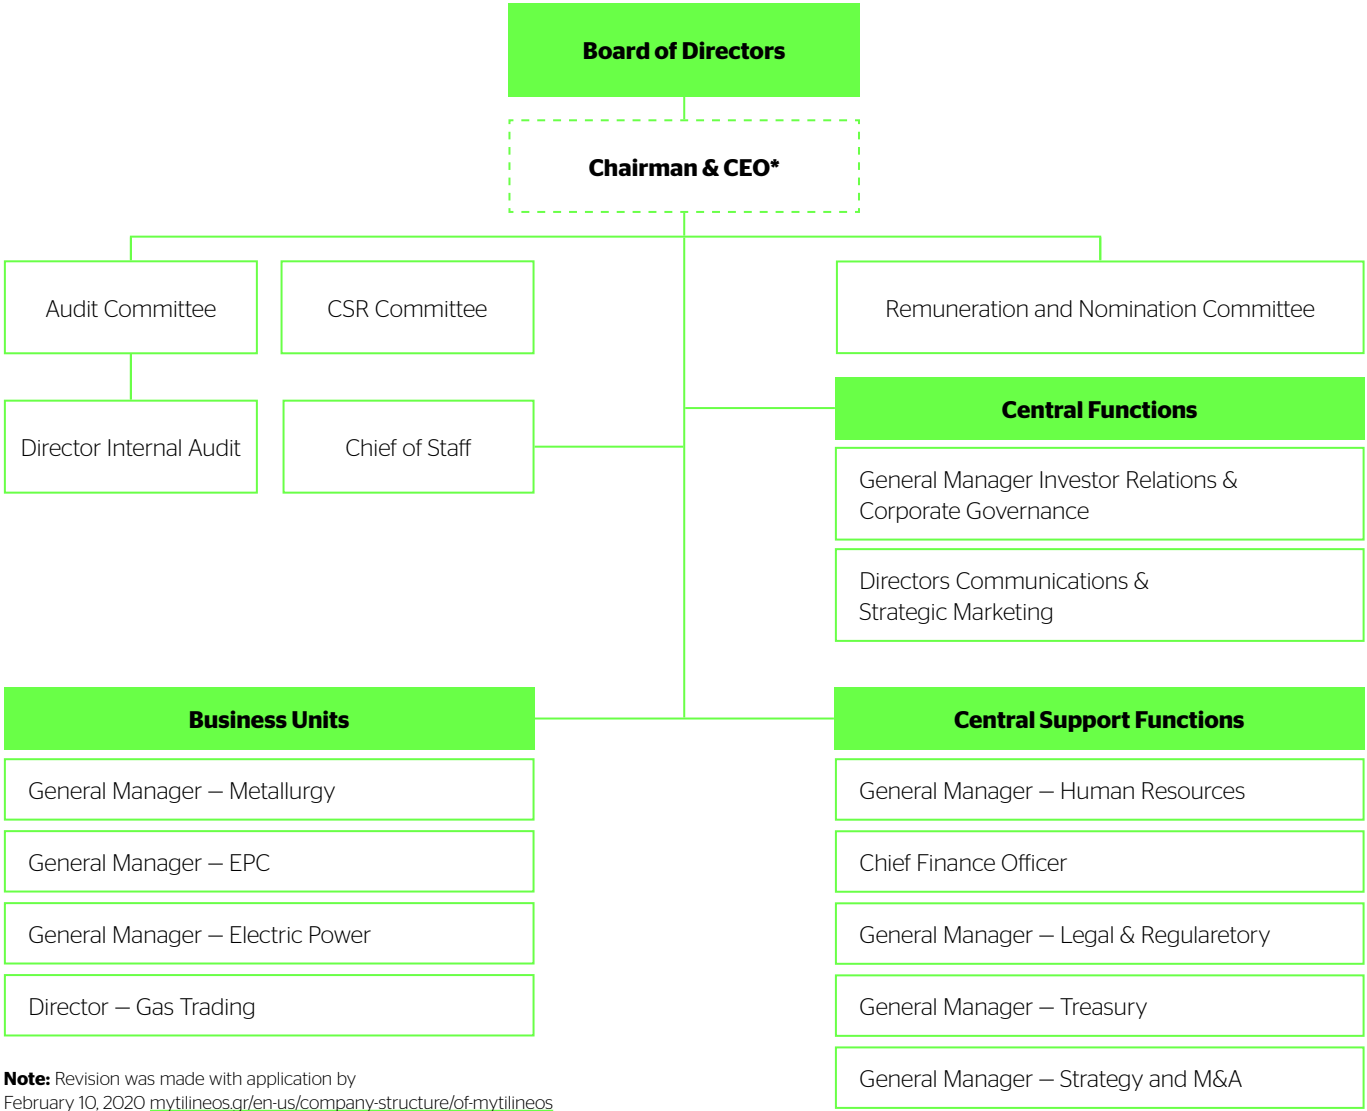 Board of Directors
Chairman & CEO*
Audit Committee
CSR Committee
Remuneration and Nomination Committee
Director Internal Audit
Chief of Staff
Central Functions
General Manager Investor Relations &
Corporate Governance
Directors Communications &
Strategic Marketing
Business Units
General Manager – Metallurgy
General Manager – EPC
General Manager – Electric Power
Director – Gas Trading
Central Support Functions
General Manager – Human Resources
Chief Finance Officer
General Manager – Legal & Regularetory
General Manager – Treasury
General Manager – Strategy and M&A
Note: Revision was made with application by
February 10, 2020 mytilineos.gr/en-us/company-structure/of-mytilineos